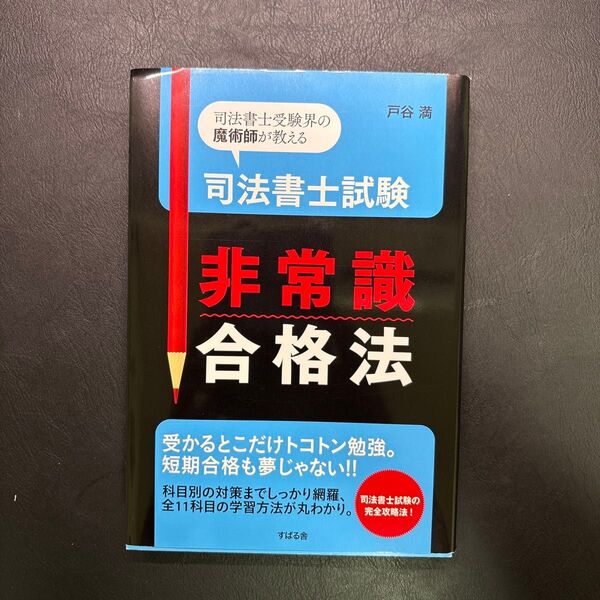 戸谷 満
司法書士受験界の
魔術師が教える
司法書士試験
非常識
合格法
受かるとこだけトコトン勉強。
短期合格も夢じゃない!!
科目別の対策までしっかり網羅、
全11科目の学習方法が丸わかり。
司法書士試験の
完全攻略法！
すばる舎